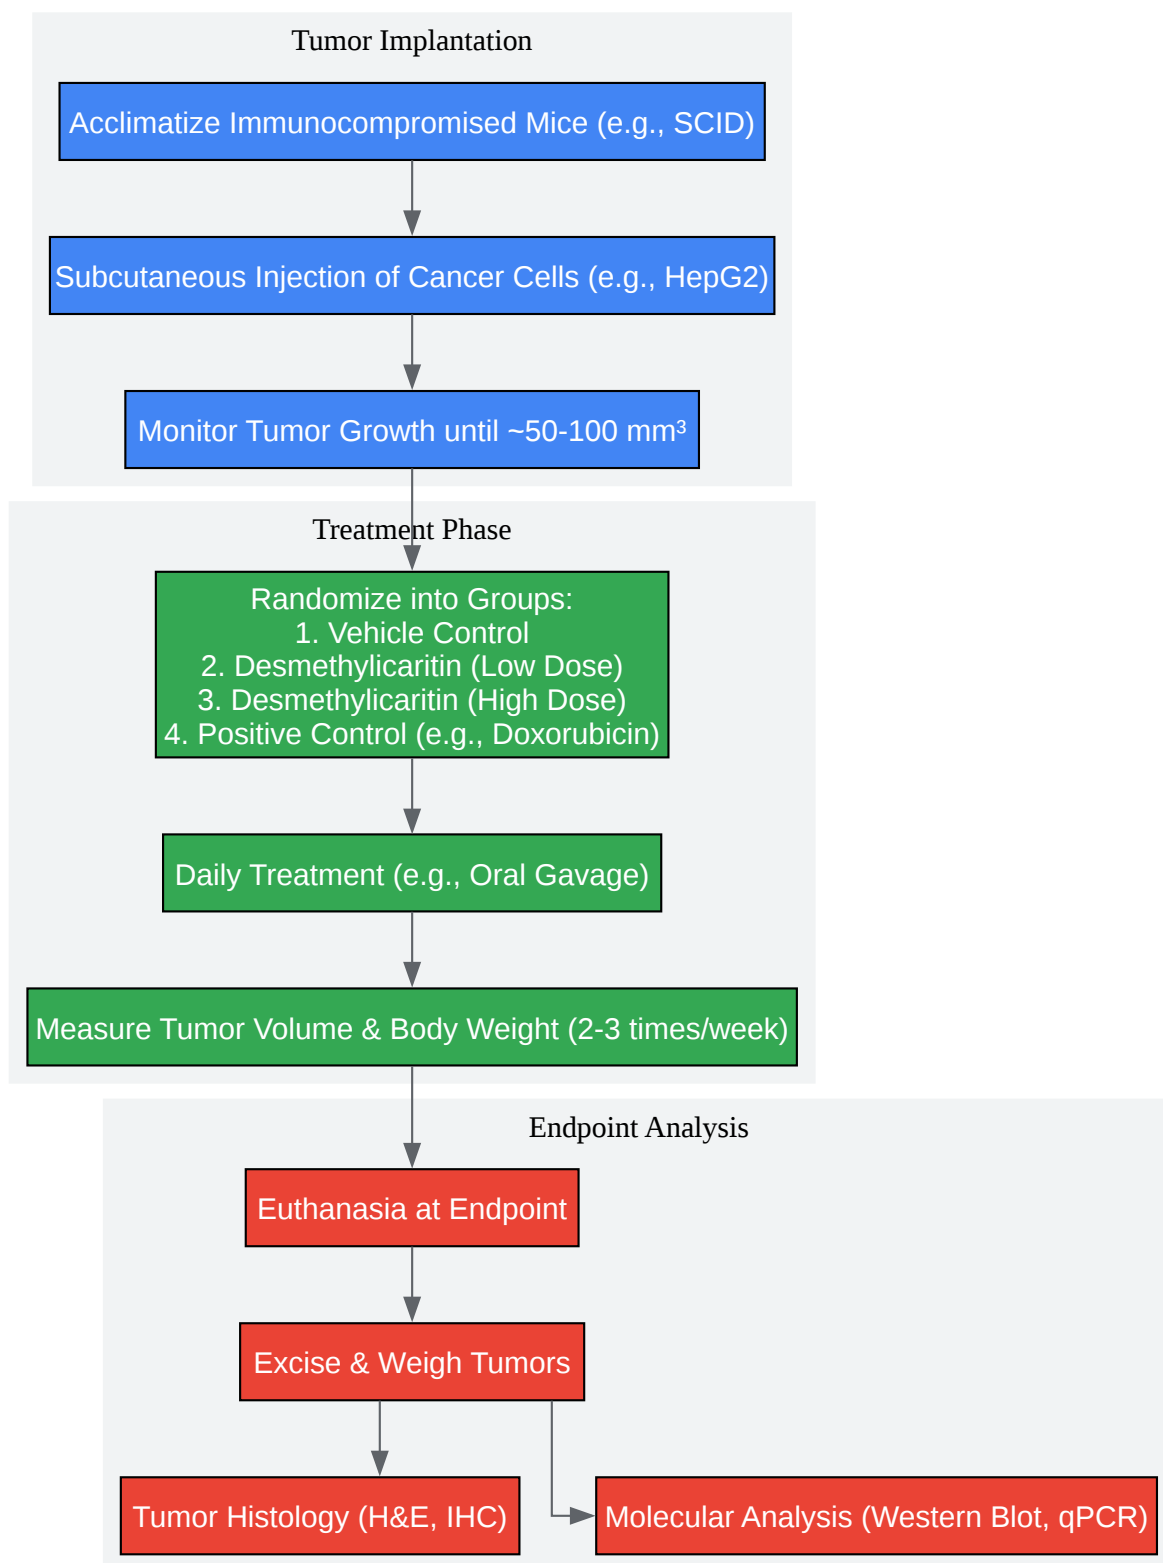 Tumor Implantation
Acclimatize Immunocompromised Mice (e.g., SCID)
Subcutaneous Injection of Cancer Cells (e.g., HepG2)
Monitor Tumor Growth until ~50-100 mm³
Treatment Phase
Randomize into Groups:
1. Vehicle Control
2. Desmethylicaritin (Low Dose)
3. Desmethylicaritin (High Dose)
4. Positive Control (e.g., Doxorubicin)
Daily Treatment (e.g., Oral Gavage)
Measure Tumor Volume & Body Weight (2-3 times/week)
Endpoint Analysis
Euthanasia at Endpoint
Excise & Weigh Tumors
Tumor Histology (H&E, IHC)
Molecular Analysis (Western Blot, qPCR)